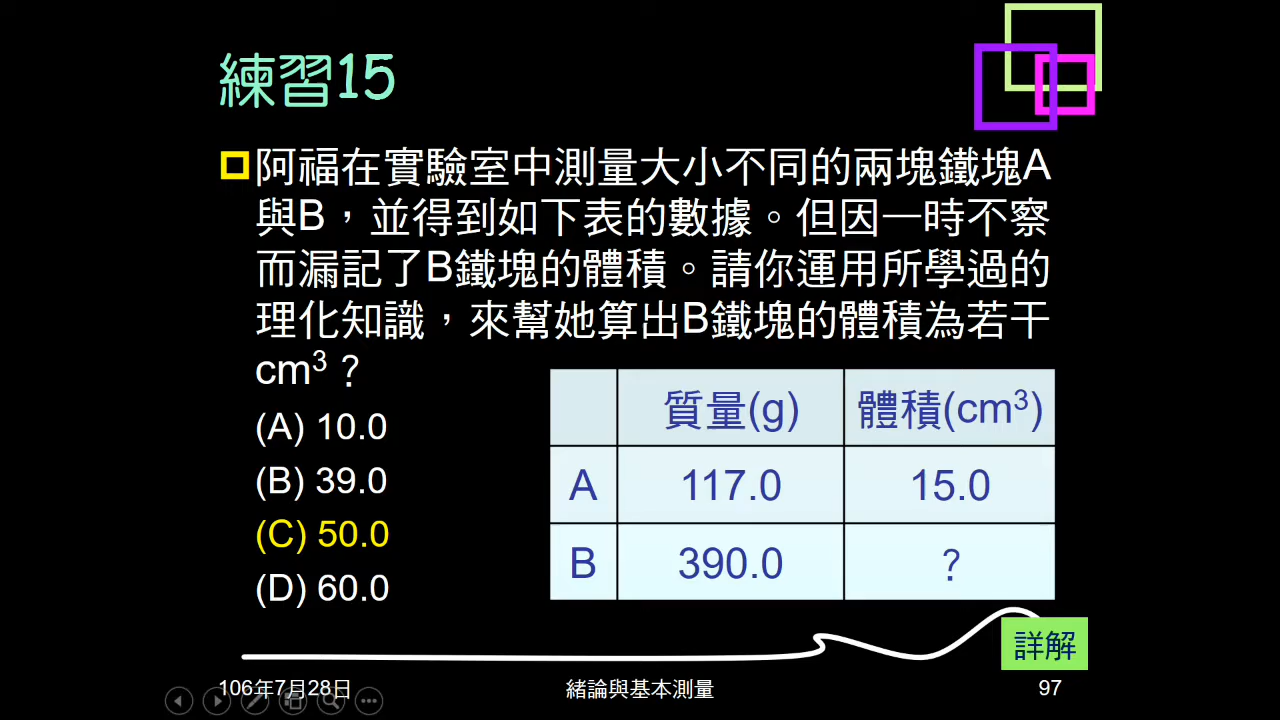 練習15
阿福在實驗室中測量大小不同的兩塊鐵塊A
與B，並得到如下表的數據。但因一時不察
而漏記了B鐵塊的體積。請你運用所學過的
理化知識，來幫她算出B鐵塊的體積為若干
cm³？
(A) 10.0
(B) 39.0
(C) 50.0
(D) 60.0
質量(g) 體積(cm³)
A 117.0 15.0
B 390.0 ？
詳解
106年7月28日 緒論與基本測量 97